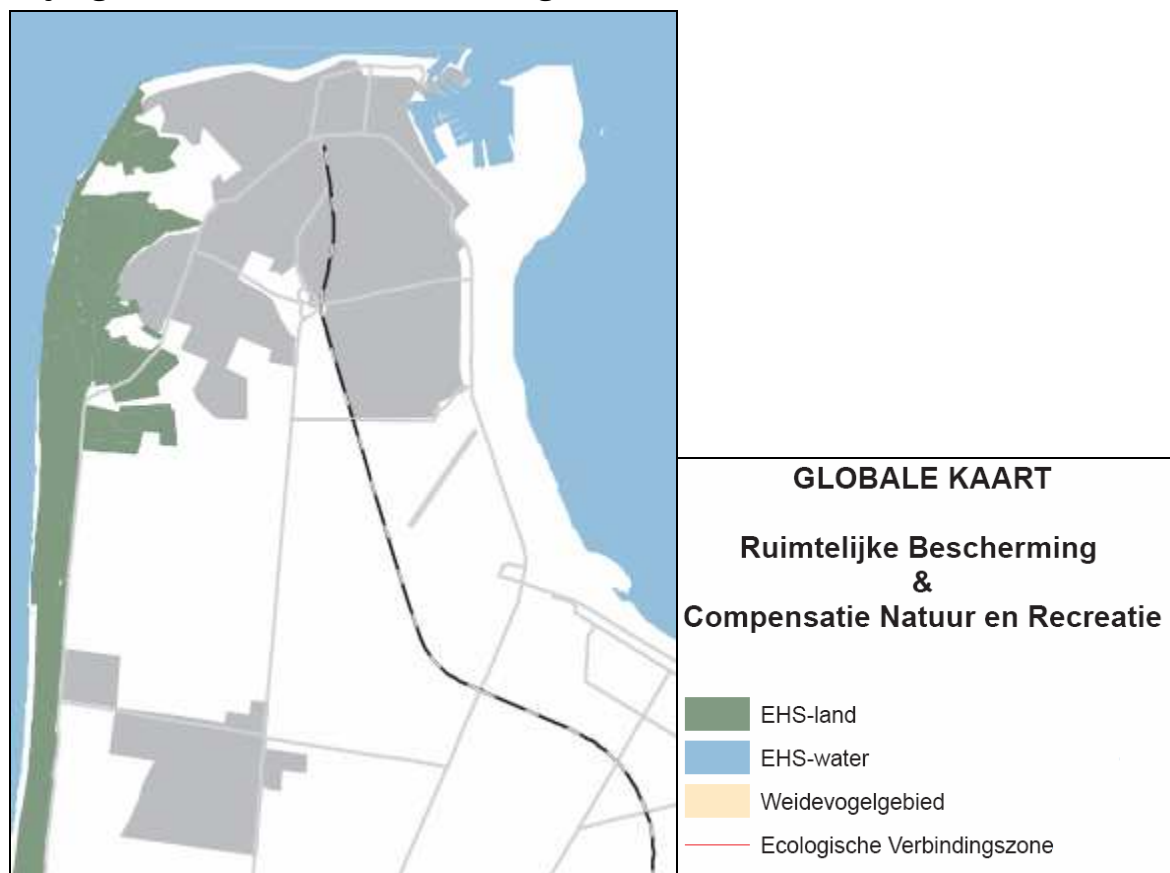 GLOBALE KAART
Ruimtelijke Bescherming
&
Compensatie Natuur en Recreatie
EHS-land
EHS-water
Weidevogelgebied
Ecologische Verbindingszone